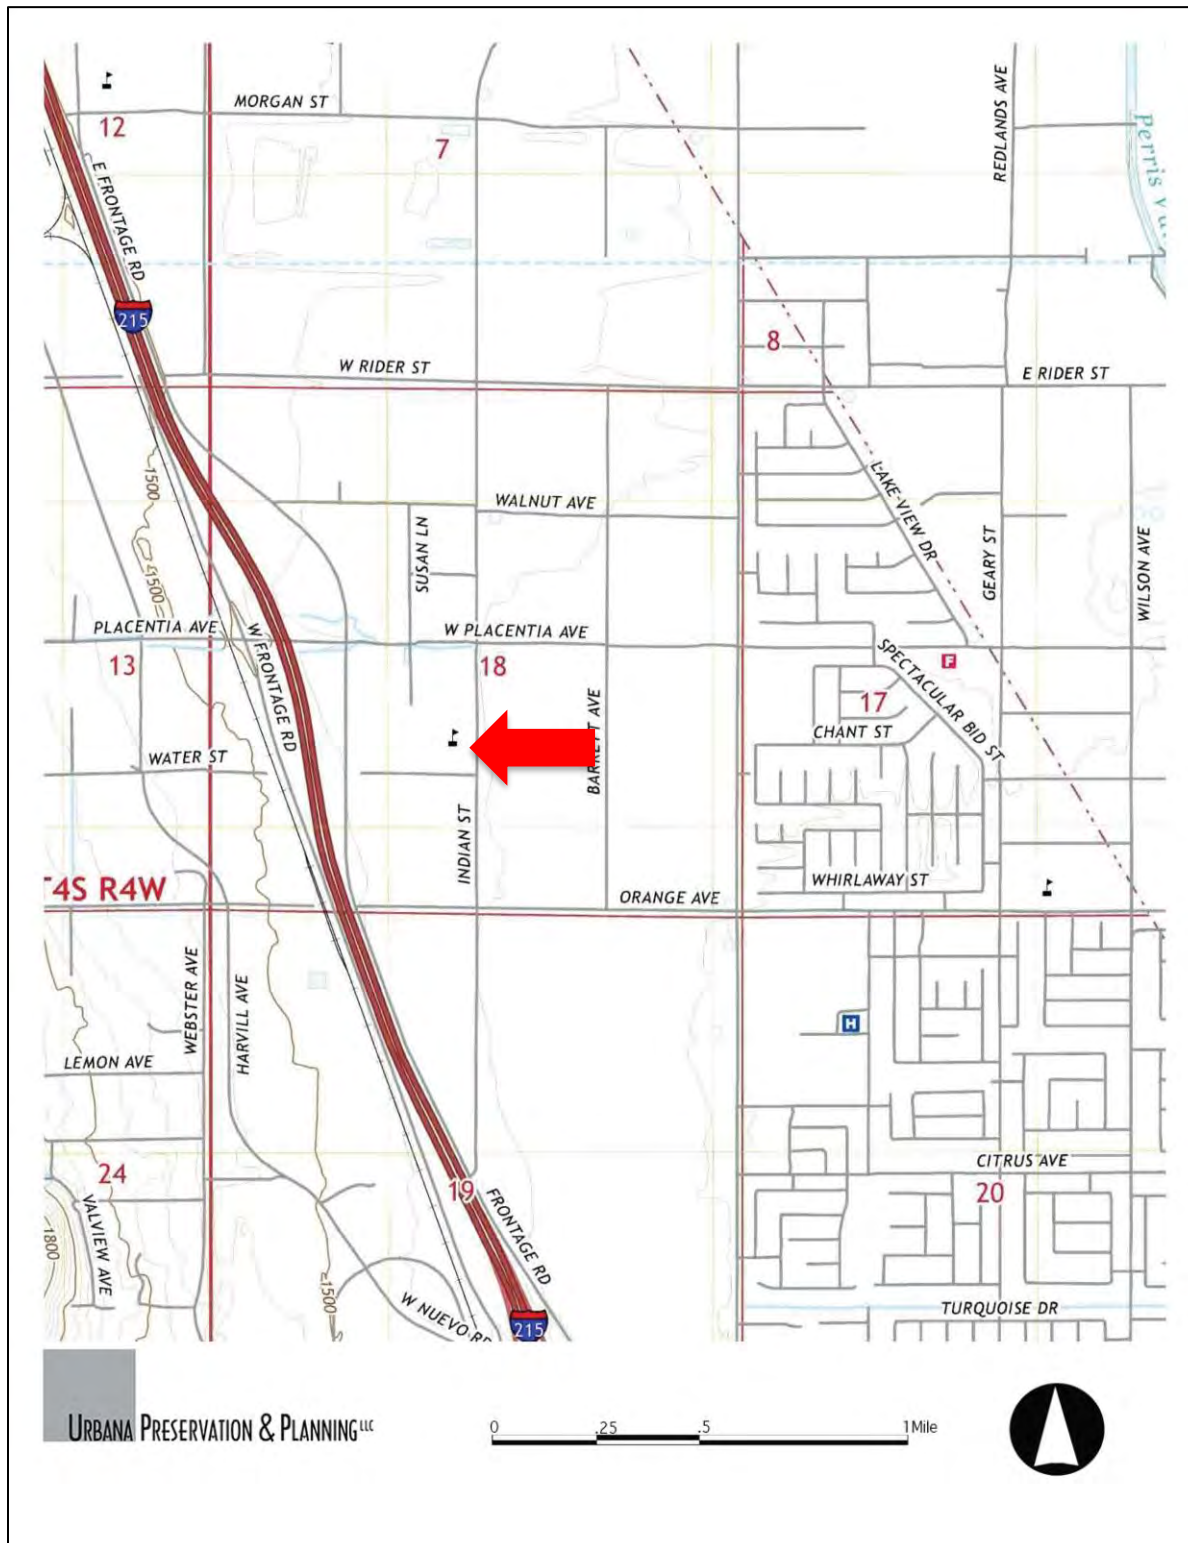 MORGAN ST
12
7
REDLANDS AVE
Perris Va
E FRONTAGE RD
215
8
W RIDER ST
E RIDER ST
1500
WALNUT AVE
LAKE VIEW DR
SUSAN LN
GEARY ST
WILSON AVE
1500
PLACENTIA AVE
W PLACENTIA AVE
W FRONTAGE RD
13
18
F
SPECTACULAR BID ST
17
BARRETT AVE
CHANT ST
WATER ST
INDIAN ST
T4S R4W
WHIRLAWAY ST
ORANGE AVE
WEBSTER AVE
HARVILL AVE
H
LEMON AVE
CITRUS AVE
24
19
20
VALVIEW AVE
FRONTAGE RD
1800
1500
W NUEVO RD
TURQUOISE DR
215
URBANA PRESERVATION & PLANNING LLC
0 .25 .5 1 Mile